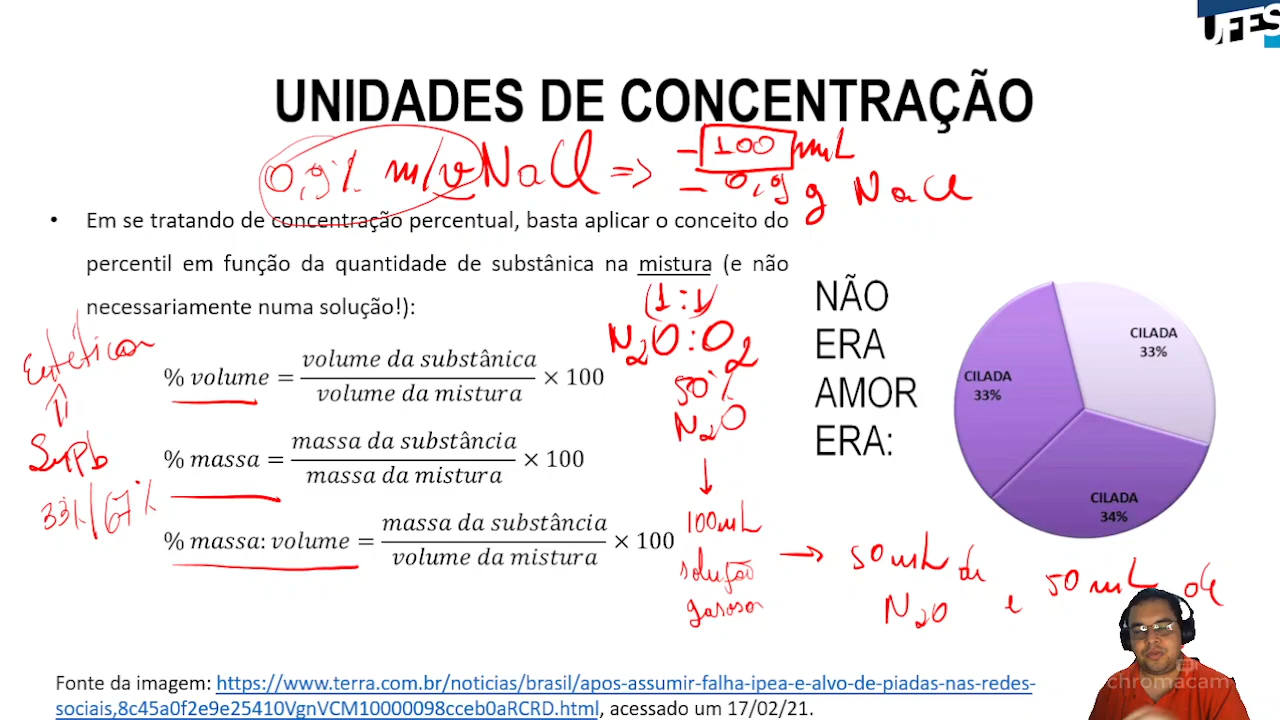 UFES
UNIDADES DE CONCENTRAÇÃO
0,9% m/v NaCl => - 100 mL
- 0,9 g NaCl
• Em se tratando de concentração percentual, basta aplicar o conceito do
percentil em função da quantidade de substânica na mistura (e não
necessariamente numa solução!):
% volume = volume da substânica / volume da mistura × 100
% massa = massa da substância / massa da mistura × 100
% massa: volume = massa da substância / volume da mistura × 100
Sn/Pb
33%/67%
(1:1)
N2O:O2
50%
N2O
100mL
solução
gasosa
→ 50 mL de
N2O e 50 mL de
NÃO
ERA
AMOR
ERA:
CILADA
33%
CILADA
33%
CILADA
34%
chromacam
Fonte da imagem: https://www.terra.com.br/noticias/brasil/apos-assumir-falha-ipea-e-alvo-de-piadas-nas-redes-
sociais,8c45a0f2e9e25410VgnVCM10000098cceb0aRCRD.html, acessado um 17/02/21.